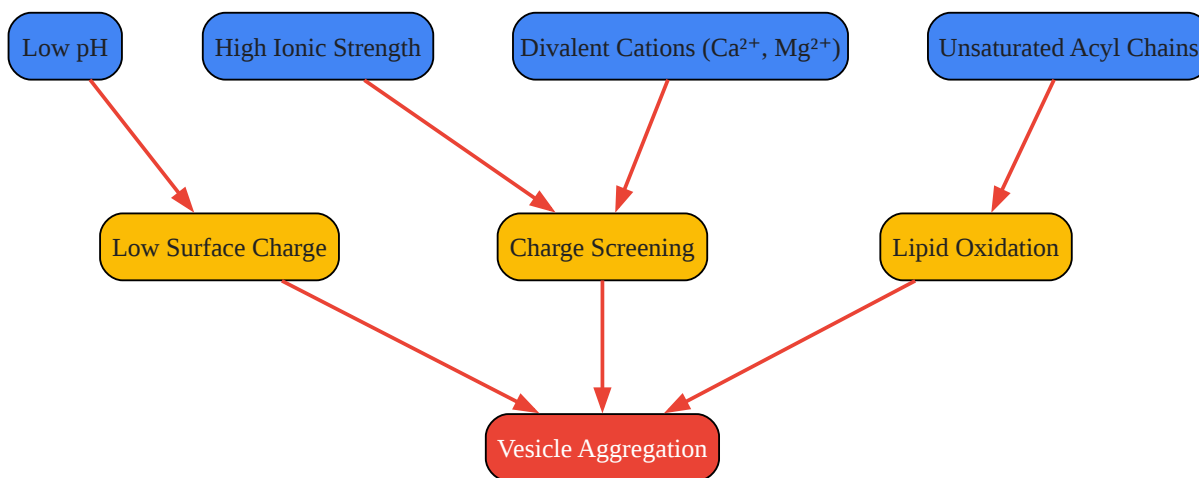 Low pH
High Ionic Strength
Divalent Cations (Ca²⁺, Mg²⁺)
Unsaturated Acyl Chains
Low Surface Charge
Charge Screening
Lipid Oxidation
Vesicle Aggregation